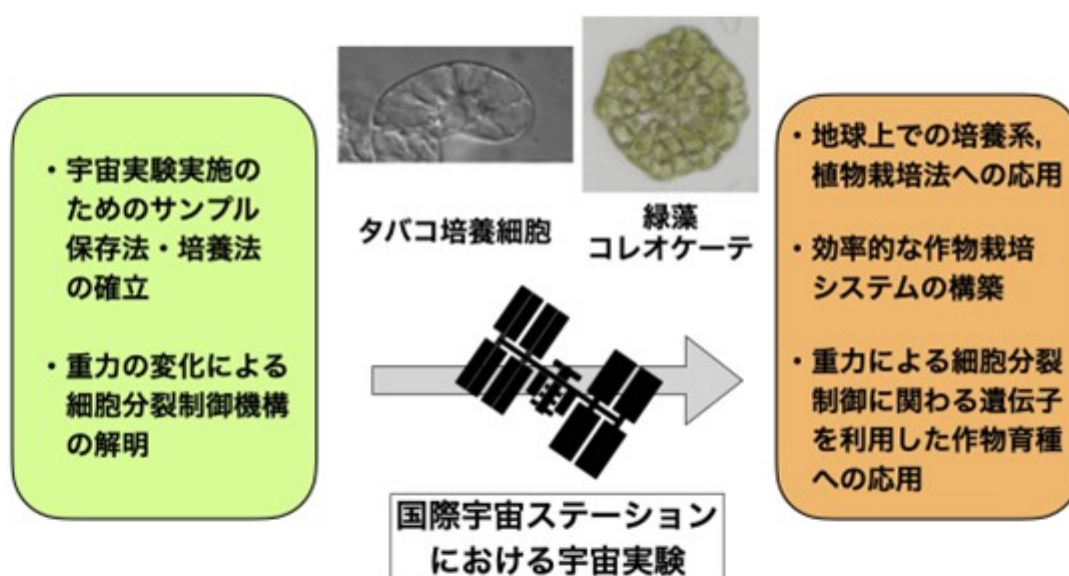 ・宇宙実験実施の
ためのサンプル
保存法・培養法
の確立
・重力の変化による
細胞分裂制御機構
の解明
タバコ培養細胞
緑藻
コレオケーテ
国際宇宙ステーション
における宇宙実験
・地球上での培養系,
植物栽培法への応用
・効率的な作物栽培
システムの構築
・重力による細胞分裂
制御に関わる遺伝子
を利用した作物育種
への応用